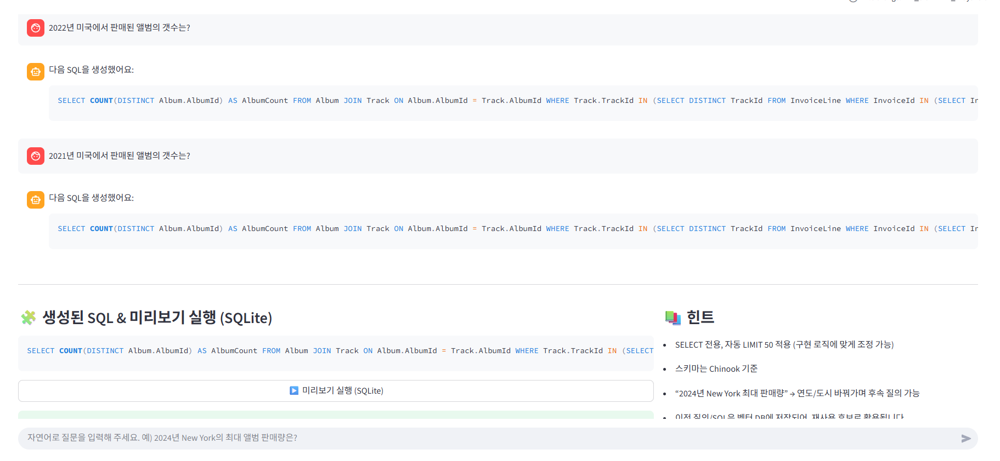 2022년 미국에서 판매된 앨범의 갯수는?
다음 SQL을 생성했어요:
SELECT COUNT(DISTINCT Album.AlbumId) AS AlbumCount FROM Album JOIN Track ON Album.AlbumId = Track.AlbumId WHERE Track.TrackId IN (SELECT DISTINCT TrackId FROM InvoiceLine WHERE InvoiceId IN (SELECT In
2021년 미국에서 판매된 앨범의 갯수는?
다음 SQL을 생성했어요:
SELECT COUNT(DISTINCT Album.AlbumId) AS AlbumCount FROM Album JOIN Track ON Album.AlbumId = Track.AlbumId WHERE Track.TrackId IN (SELECT DISTINCT TrackId FROM InvoiceLine WHERE InvoiceId IN (SELECT In
생성된 SQL & 미리보기 실행 (SQLite)
SELECT COUNT(DISTINCT Album.AlbumId) AS AlbumCount FROM Album JOIN Track ON Album.AlbumId = Track.AlbumId WHERE Track.TrackId IN (SELECT
미리보기 실행 (SQLite)
힌트
• SELECT 전용, 자동 LIMIT 50 적용 (구현 로직에 맞게 조정 가능)
• 스키마는 Chinook 기준
• “2024년 New York 최대 판매량” → 연도/도시 바꿔가며 후속 질의 가능
• 이전 질의/SQL은 벡터 DB에 저장되어, 재사용 후보로 활용됩니다
자연어로 질문을 입력해 주세요. 예) 2024년 New York의 최대 앨범 판매량은?